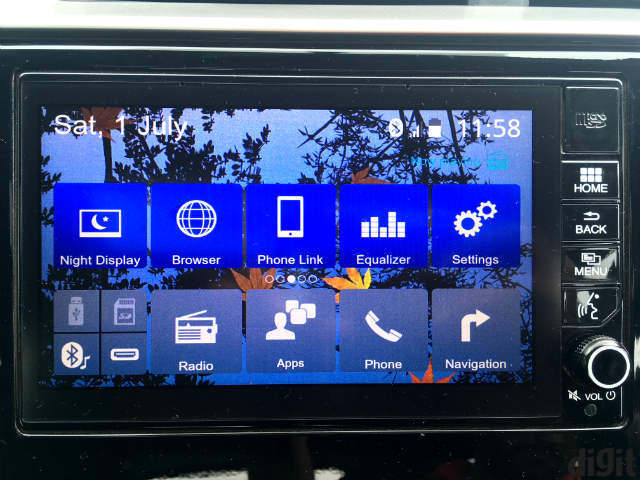 Sat, 1 July
11:58
Night Display
Browser
Phone Link
Equalizer
Settings
Radio
Apps
Phone
Navigation
HOME
BACK
MENU
VOL
digit